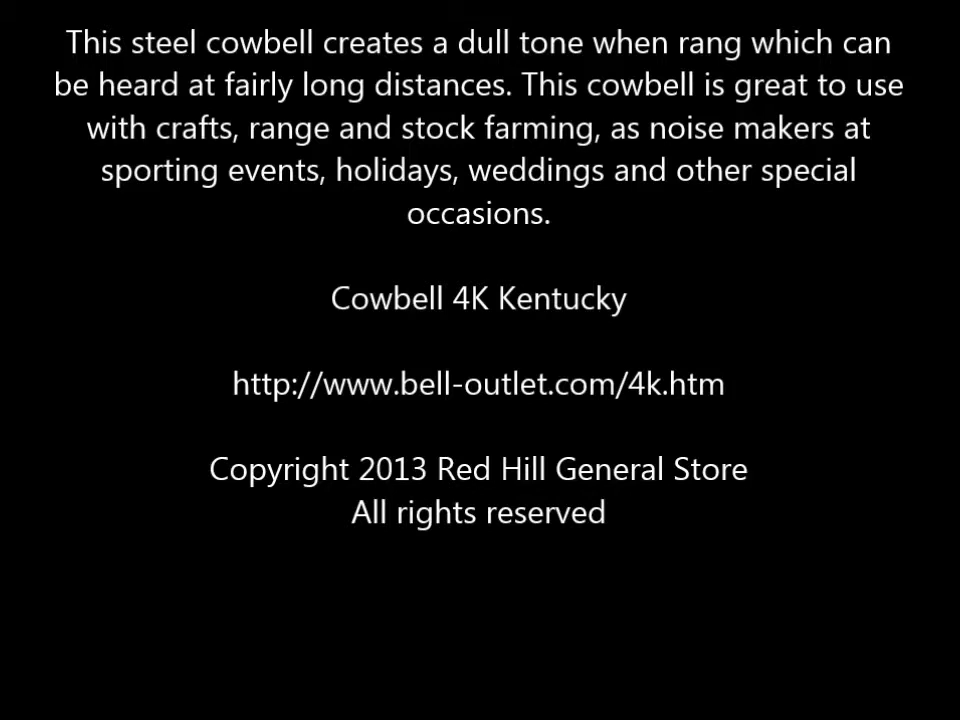 This steel cowbell creates a dull tone when rang which can
be heard at fairly long distances. This cowbell is great to use
with crafts, range and stock farming, as noise makers at
sporting events, holidays, weddings and other special
occasions.
Cowbell 4K Kentucky
http://www.bell-outlet.com/4k.htm
Copyright 2013 Red Hill General Store
All rights reserved